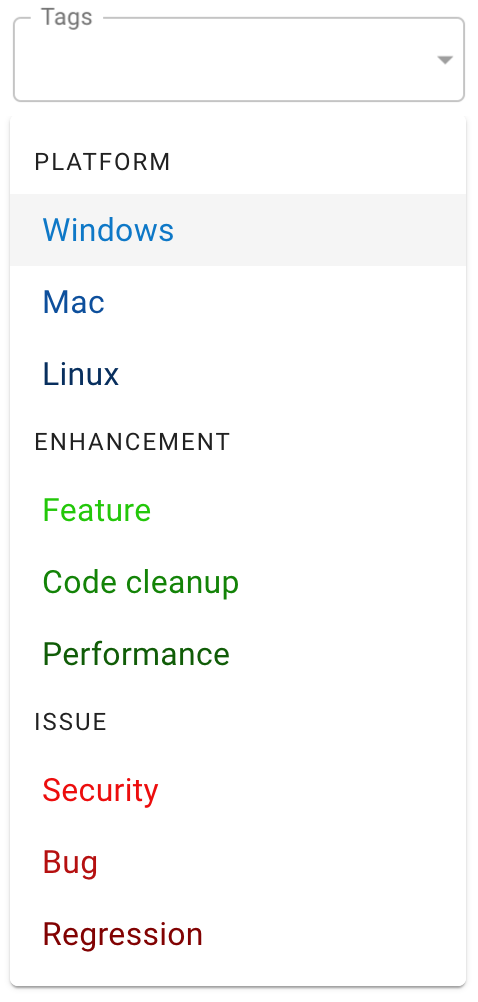 Tags
PLATFORM
Windows
Mac
Linux
ENHANCEMENT
Feature
Code cleanup
Performance
ISSUE
Security
Bug
Regression